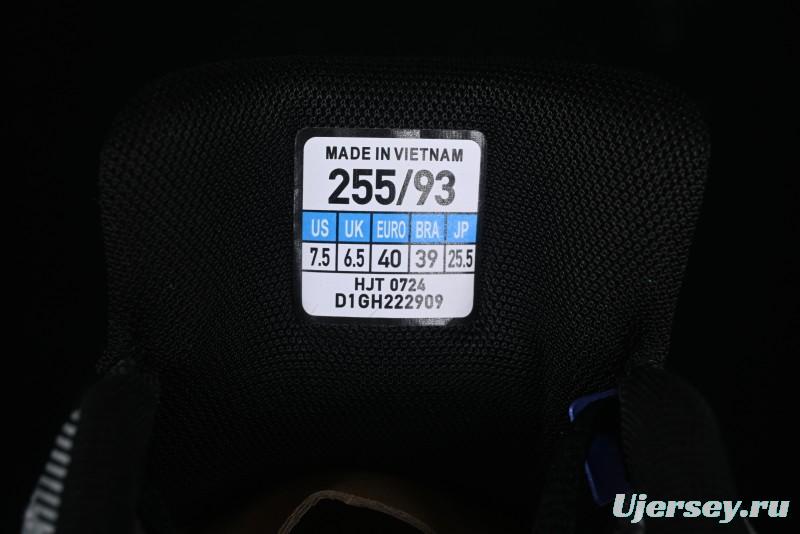 MADE IN VIETNAM
255/93
US UK EURO BRA JP
7.5 6.5 40 39 25.5
HJT 0724
D1GH222909
Ujersey.ru